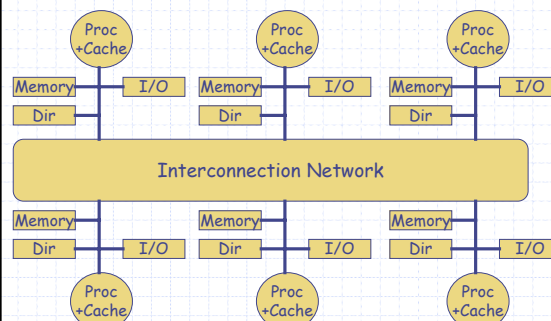 Proc
+Cache
Proc
+Cache
Proc
+Cache
Memory
I/O
Memory
I/O
Memory
I/O
Dir
Dir
Dir
Interconnection Network
Memory
Memory
Memory
Dir
I/O
Dir
I/O
Dir
I/O
Proc
+Cache
Proc
+Cache
Proc
+Cache